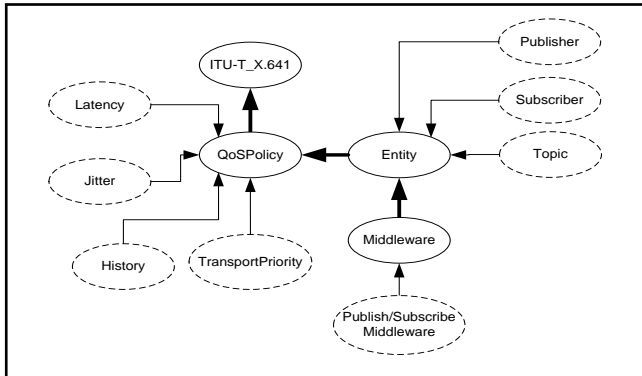 Publisher
ITU-T_X.641
Subscriber
Latency
QoSPolicy
Entity
Topic
Jitter
Middleware
History
TransportPriority
Publish/Subscribe
Middleware